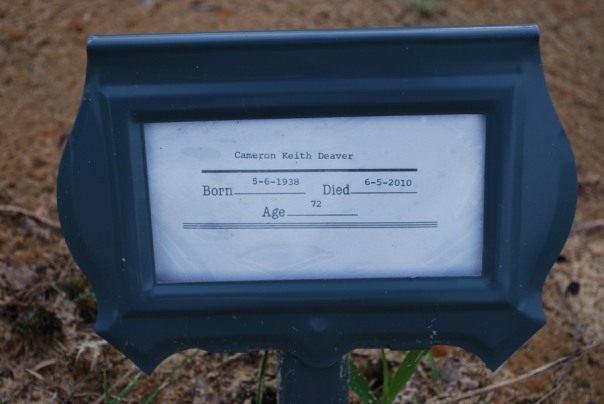 Cameron Keith Deaver
Born 5-6-1938 Died 6-5-2010
Age 72